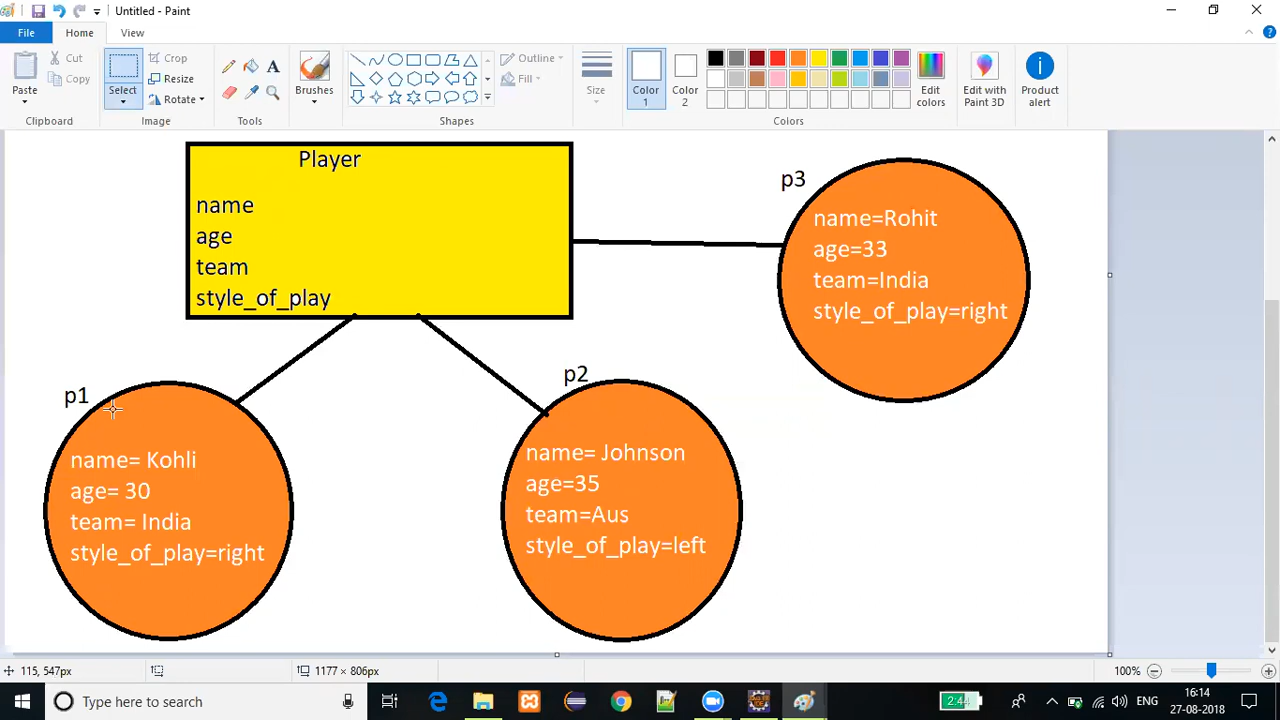 Untitled - Paint
File
Home
View
Paste
Cut
Copy
Clipboard
Select
Crop
Resize
Rotate
Image
Tools
Brushes
Shapes
Outline
Fill
Size
Color 1
Color 2
Edit colors
Colors
Edit with Paint 3D
Product alert
Player
name
age
team
style_of_play
p3
name=Rohit
age=33
team=India
style_of_play=right
p1
name= Kohli
age= 30
team= India
style_of_play=right
p2
name= Johnson
age=35
team=Aus
style_of_play=left
115, 547px
1177 × 806px
100%
Type here to search
2:44
ENG
16:14
27-08-2018